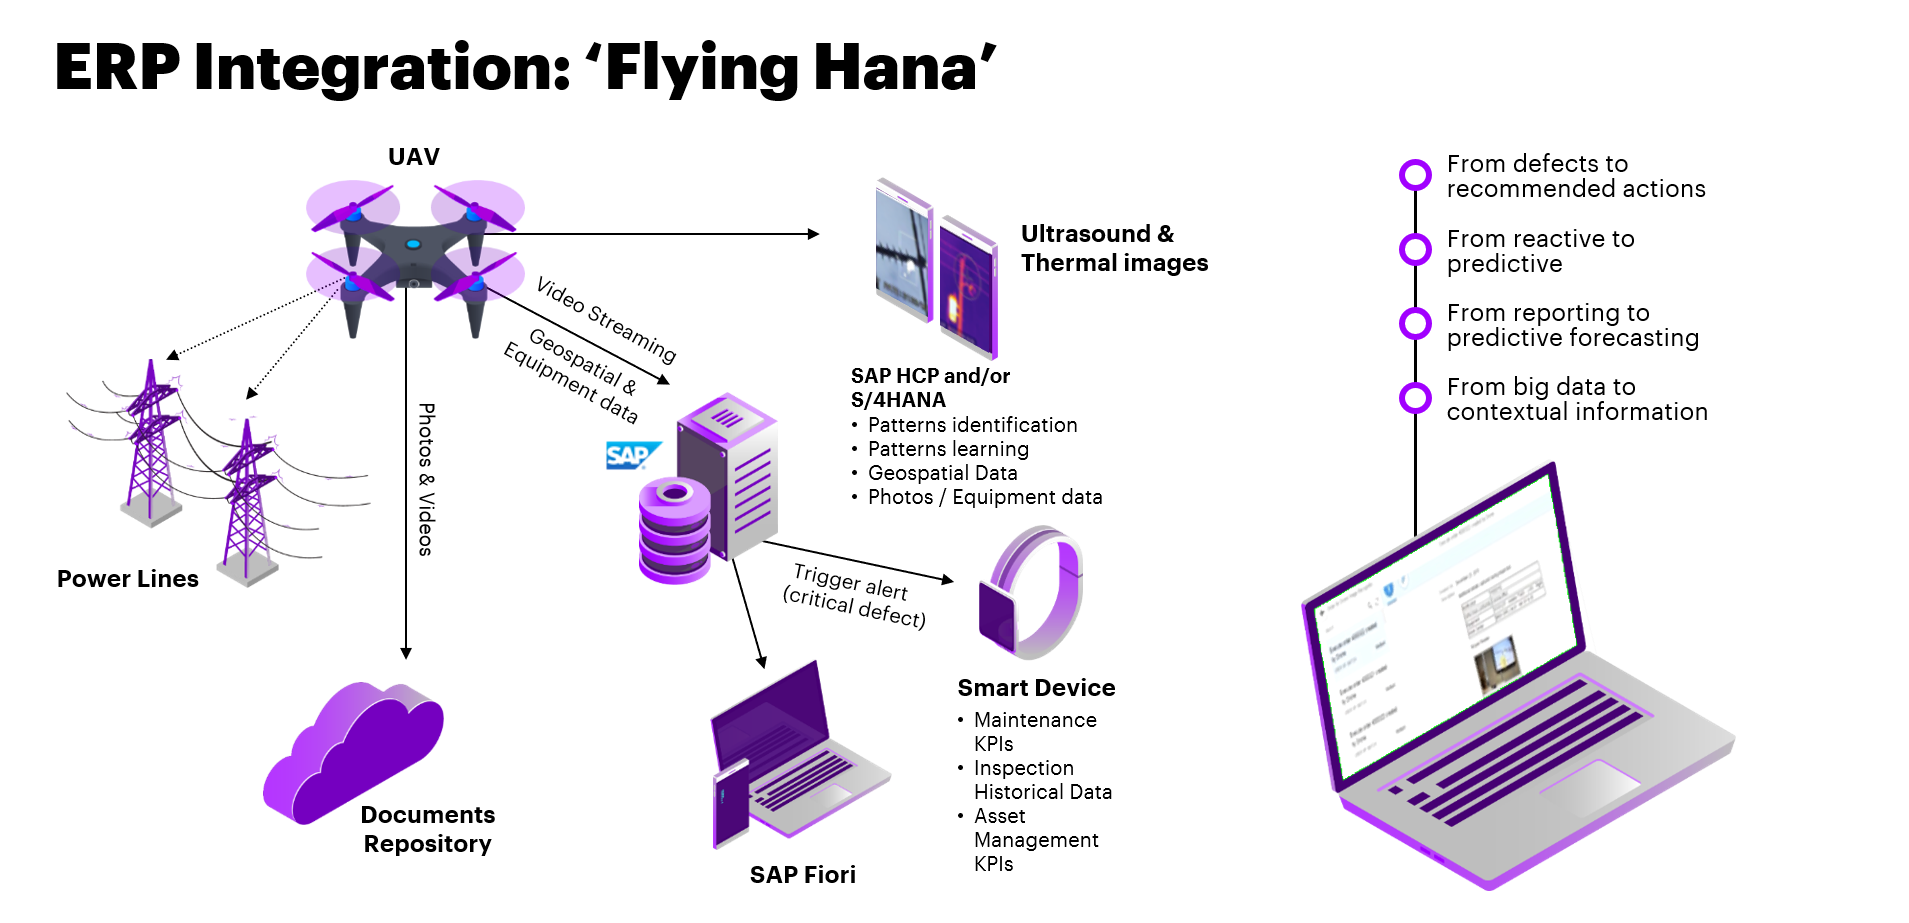 ERP Integration: ‘Flying Hana’
UAV
Power Lines
Photos & Videos
Documents
Repository
Video Streaming
Geospatial &
Equipment data
SAP
Ultrasound &
Thermal images
SAP HCP and/or
S/4HANA
• Patterns identification
• Patterns learning
• Geospatial Data
• Photos / Equipment data
Trigger alert
(critical defect)
Smart Device
• Maintenance
KPIs
• Inspection
Historical Data
• Asset
Management
KPIs
SAP Fiori
From defects to
recommended actions
From reactive to
predictive
From reporting to
predictive forecasting
From big data to
contextual information